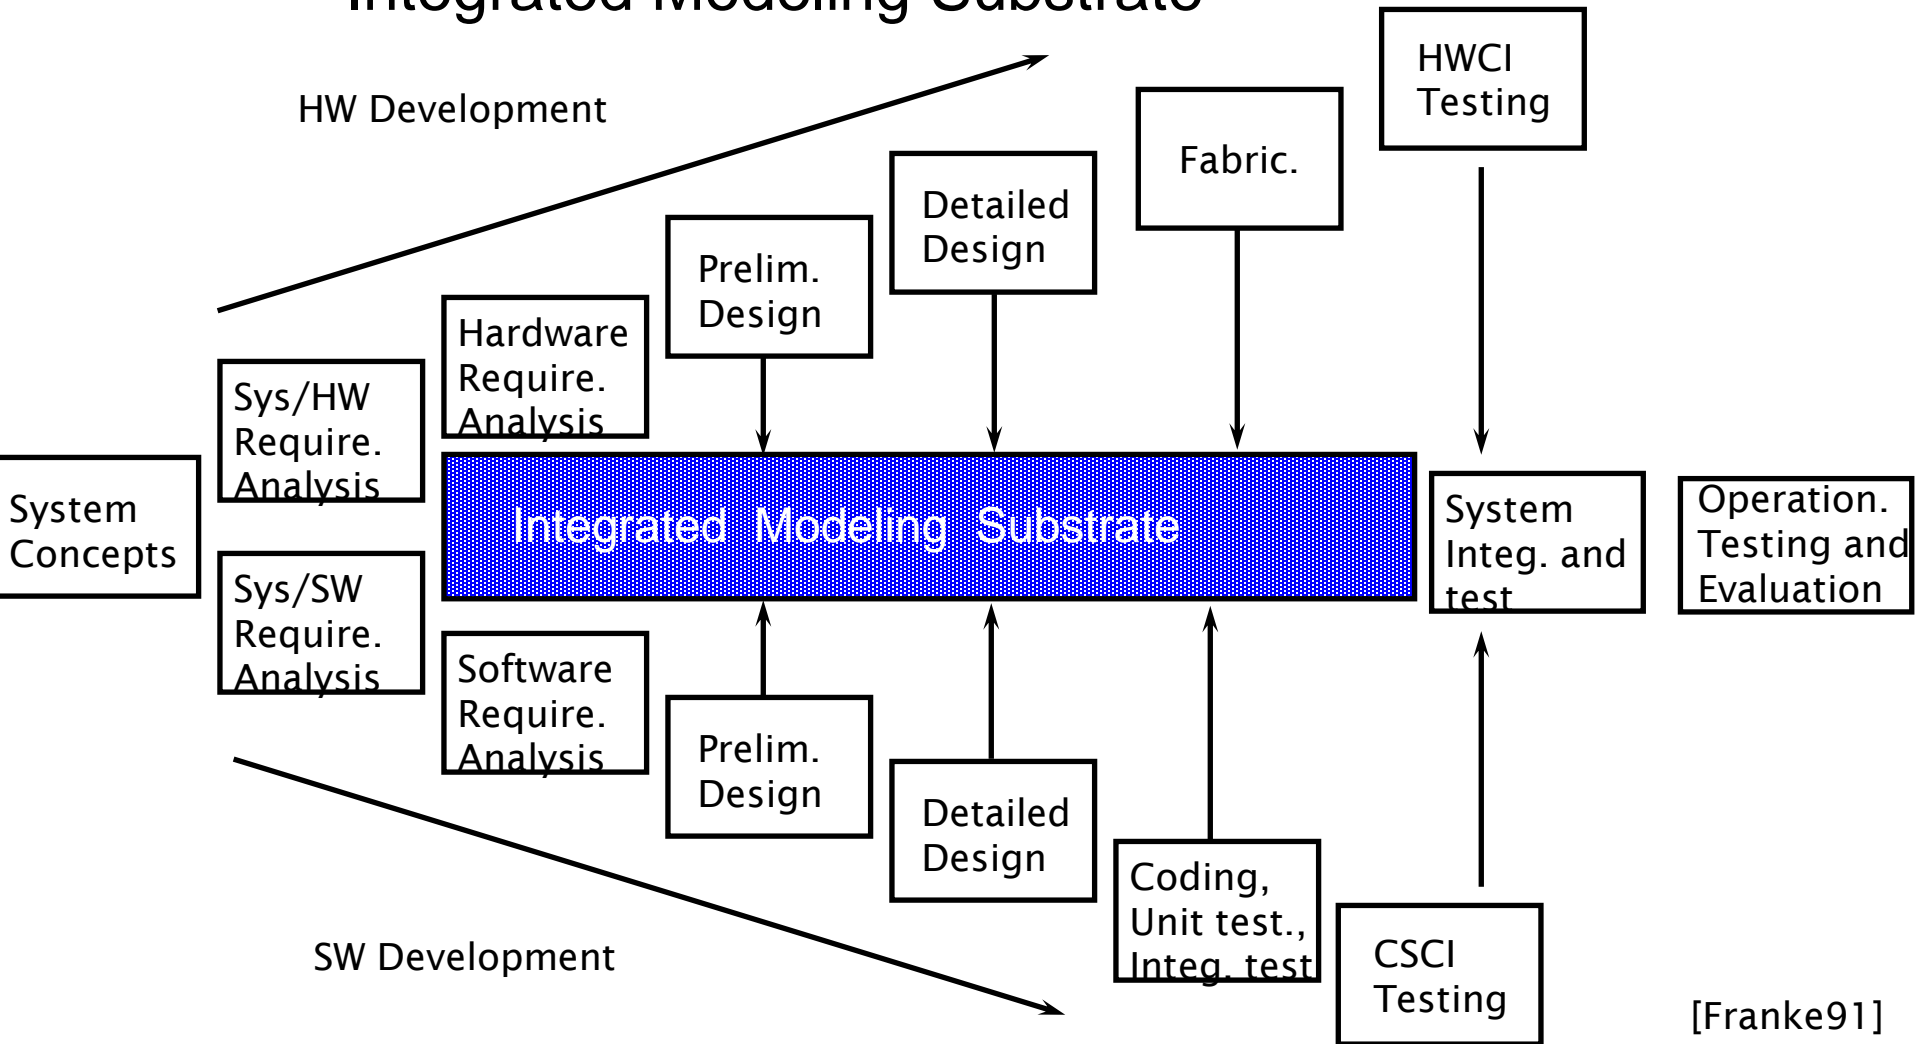 Integrated Modeling Substrate
HW Development
HWCI
Testing
Fabric.
Detailed
Design
Prelim.
Design
Hardware
Require.
Analysis
Sys/HW
Require.
Analysis
System
Concepts
Integrated Modeling Substrate
System
Integ. and
test
Operation.
Testing and
Evaluation
Sys/SW
Require.
Analysis
Software
Require.
Analysis
Prelim.
Design
Detailed
Design
Coding,
Unit test.,
Integ. test
CSCI
Testing
SW Development
[Franke91]